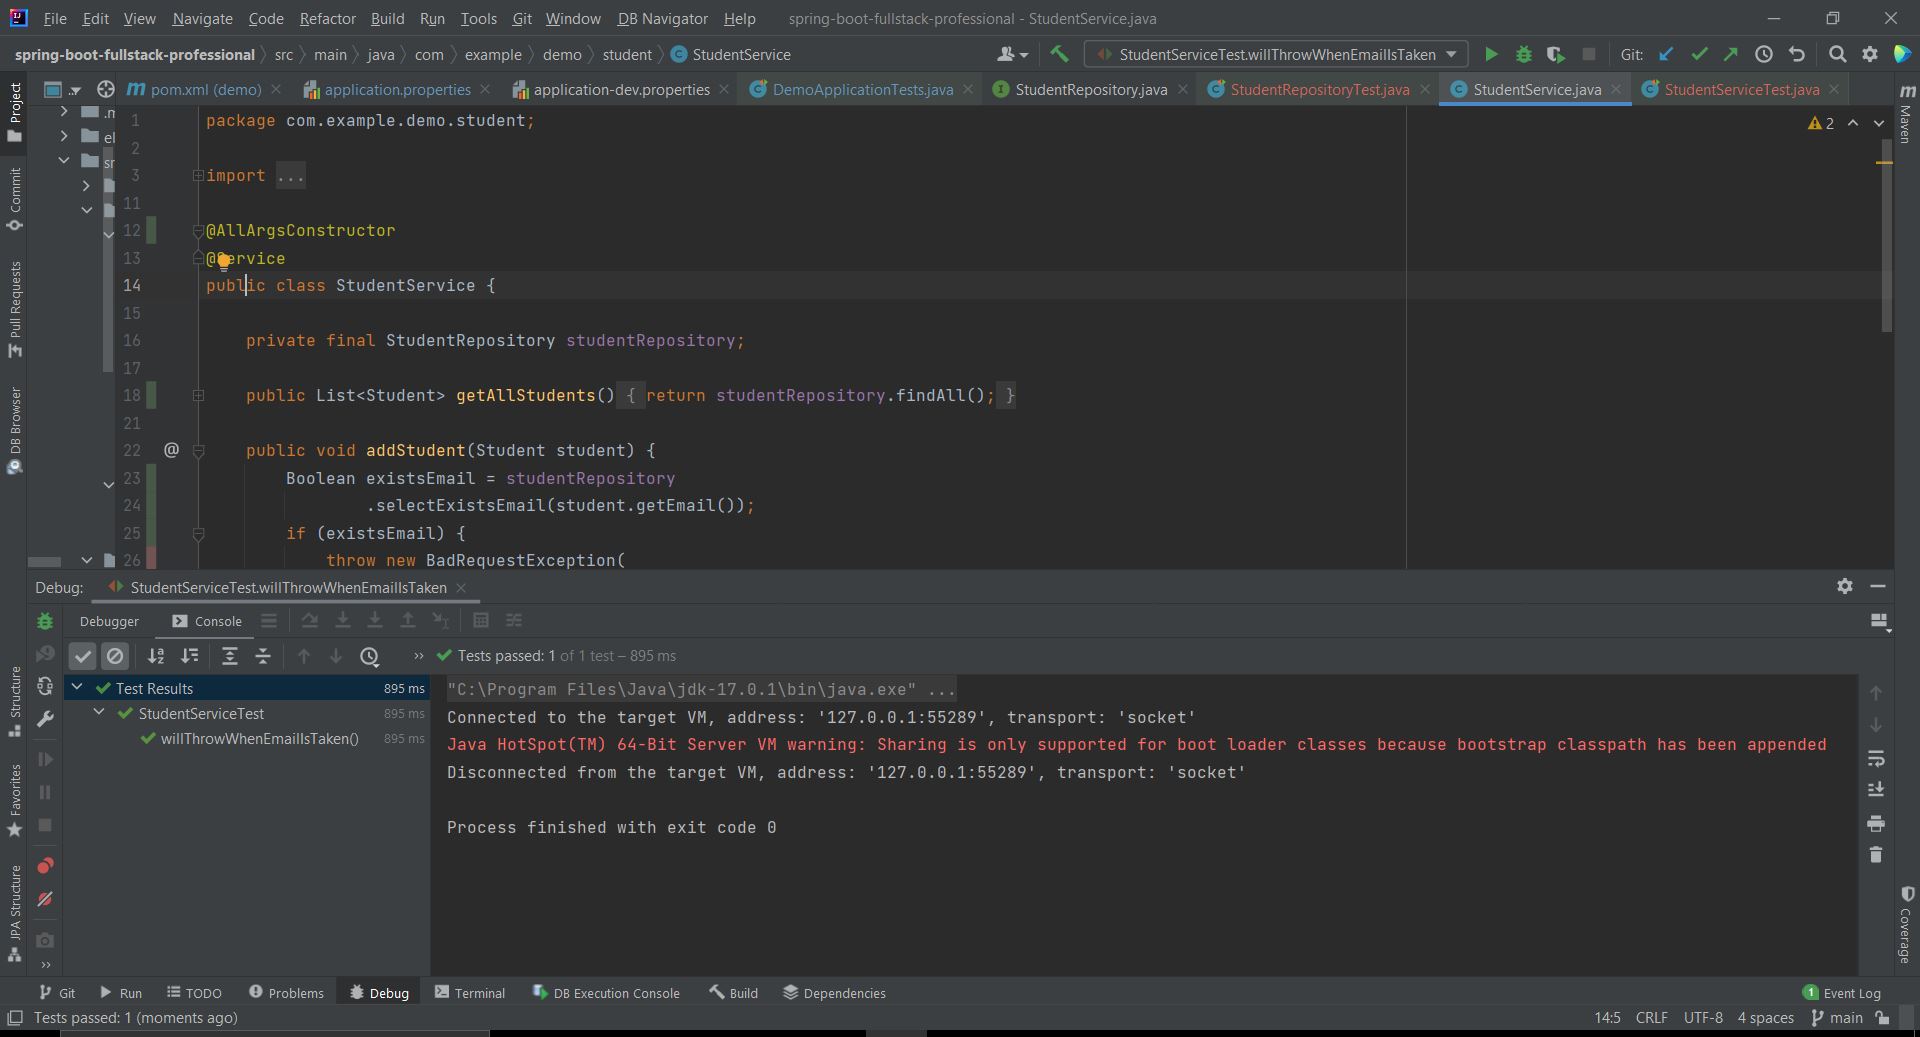 File Edit View Navigate Code Refactor Build Run Tools Git Window DB Navigator Help spring-boot-fullstack-professional - StudentService.java
spring-boot-fullstack-professional src main java com example demo student StudentService StudentServiceTest.willThrowWhenEmailIsTaken Git:
Project
Commit
Pull Requests
DB Browser
Structure
Favorites
JPA Structure
pom.xml (demo) application.properties application-dev.properties DemoApplicationTests.java StudentRepository.java StudentRepositoryTest.java StudentService.java StudentServiceTest.java
Maven
Coverage
sr
1 package com.example.demo.student;
2
3 import ...
11
12 @AllArgsConstructor
13 @Service
14 public class StudentService {
15
16 private final StudentRepository studentRepository;
17
18 public List<Student> getAllStudents() { return studentRepository.findAll(); }
21
22 @ public void addStudent(Student student) {
23 Boolean existsEmail = studentRepository
24 .selectExistsEmail(student.getEmail());
25 if (existsEmail) {
26 throw new BadRequestException(
2
Debug: StudentServiceTest.willThrowWhenEmailIsTaken
Debugger Console
Tests passed: 1 of 1 test – 895 ms
Test Results 895 ms
StudentServiceTest 895 ms
willThrowWhenEmailIsTaken() 895 ms
"C:\Program Files\Java\jdk-17.0.1\bin\java.exe" ...
Connected to the target VM, address: '127.0.0.1:55289', transport: 'socket'
Java HotSpot(TM) 64-Bit Server VM warning: Sharing is only supported for boot loader classes because bootstrap classpath has been appended
Disconnected from the target VM, address: '127.0.0.1:55289', transport: 'socket'
Process finished with exit code 0
Git Run TODO Problems Debug Terminal DB Execution Console Build Dependencies 1 Event Log
Tests passed: 1 (moments ago) 14:5 CRLF UTF-8 4 spaces main